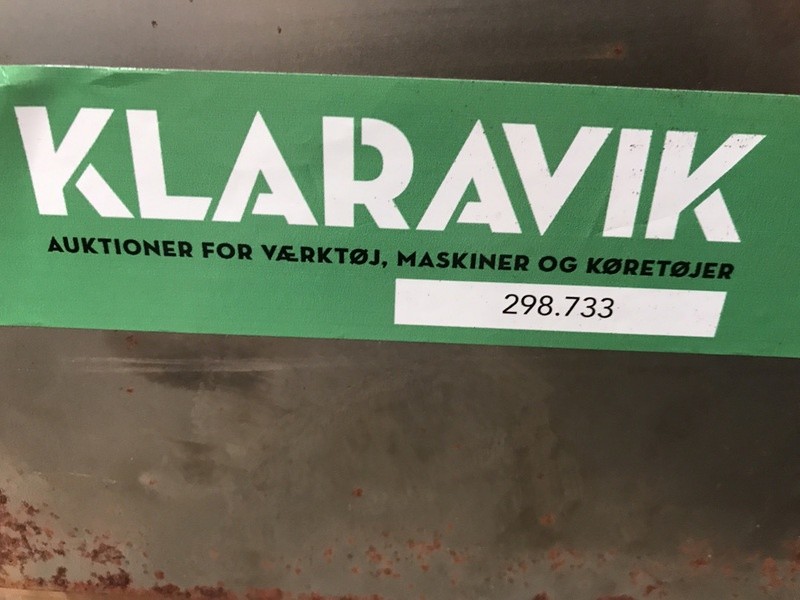 KLARAVIK
AUKTIONER FOR VÆRKTØJ, MASKINER OG KØRETØJER
298.733